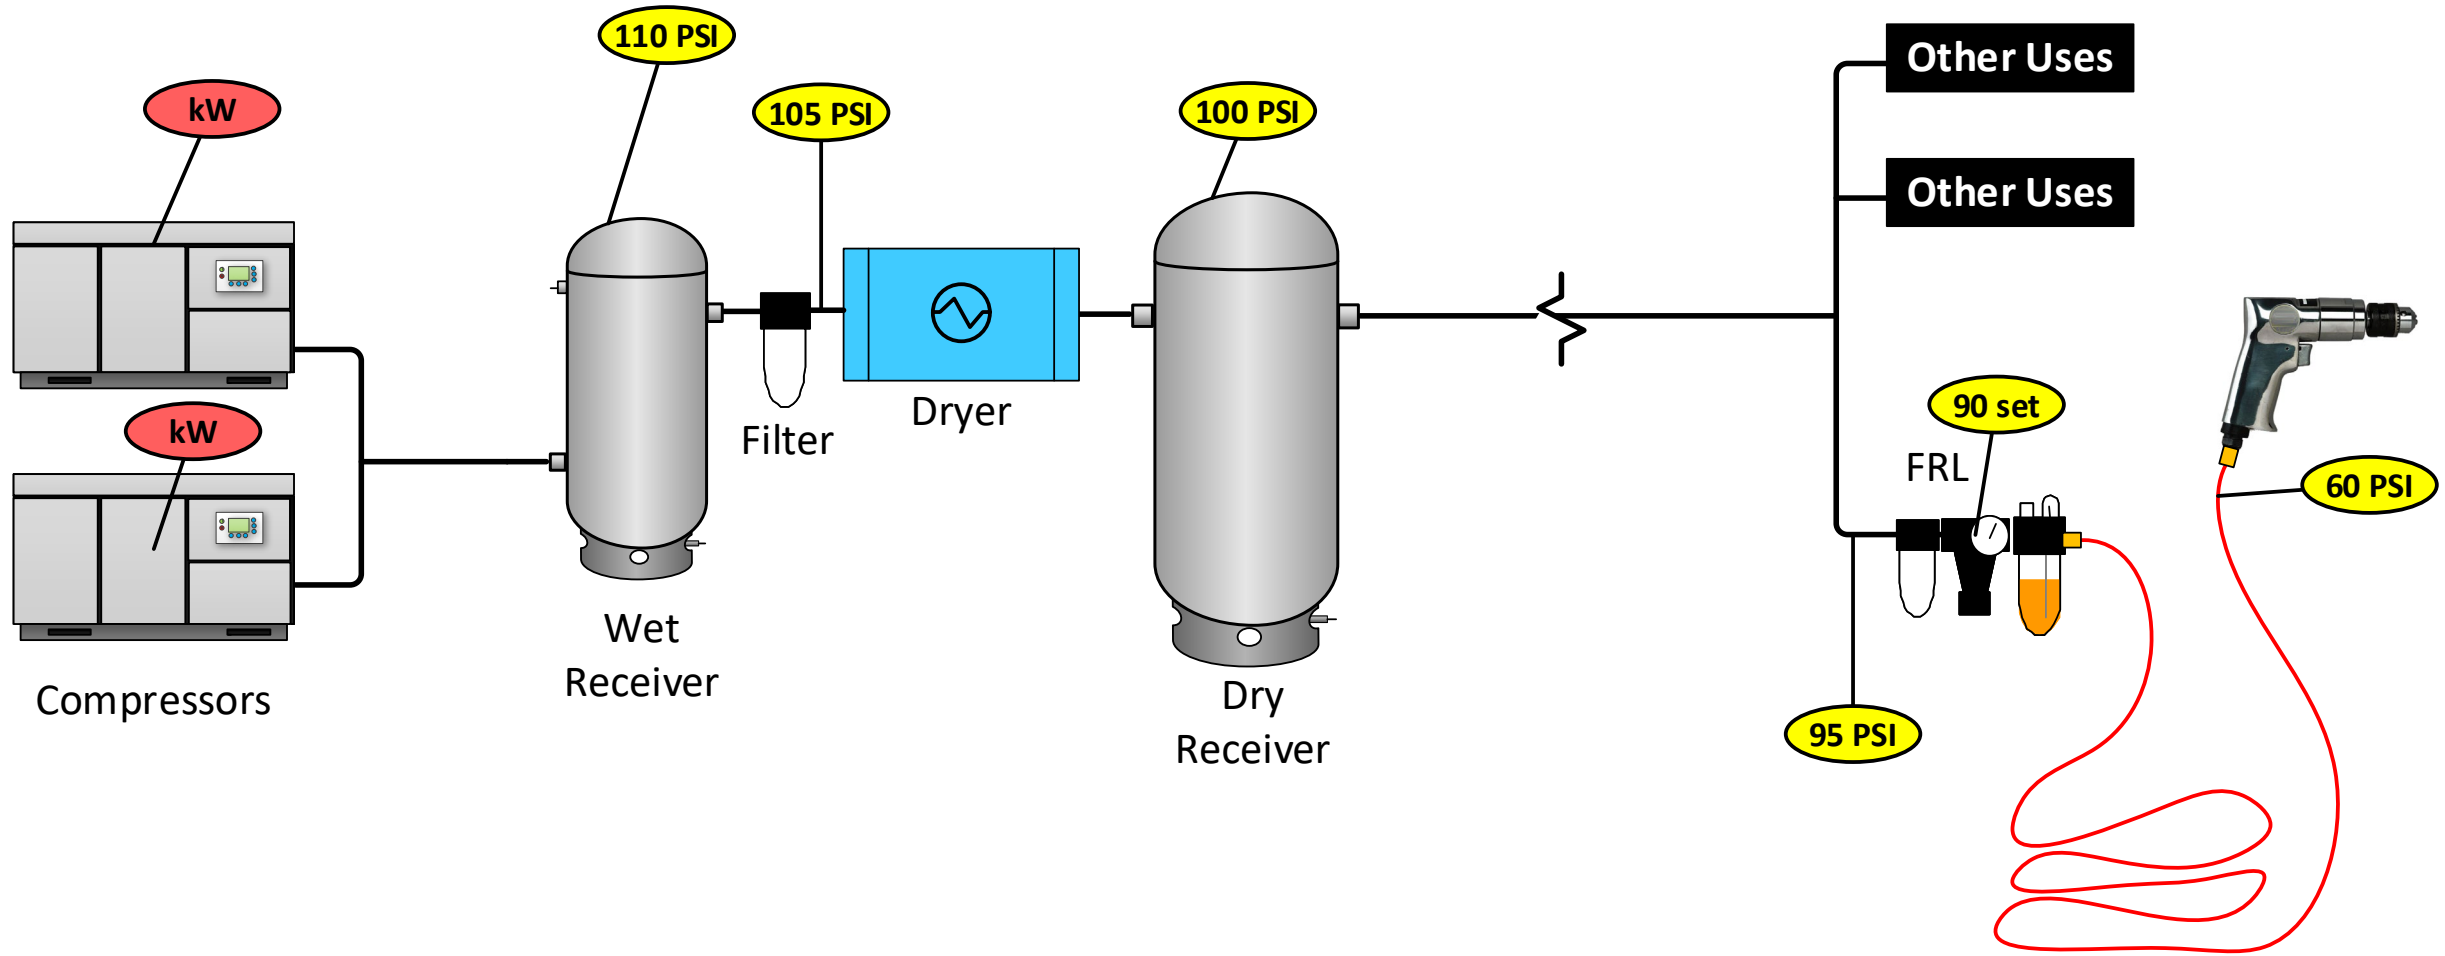 110 PSI
kW
105 PSI
100 PSI
Other Uses
Other Uses
kW
Filter
Dryer
90 set
FRL
60 PSI
Compressors
Wet
Receiver
Dry
Receiver
95 PSI